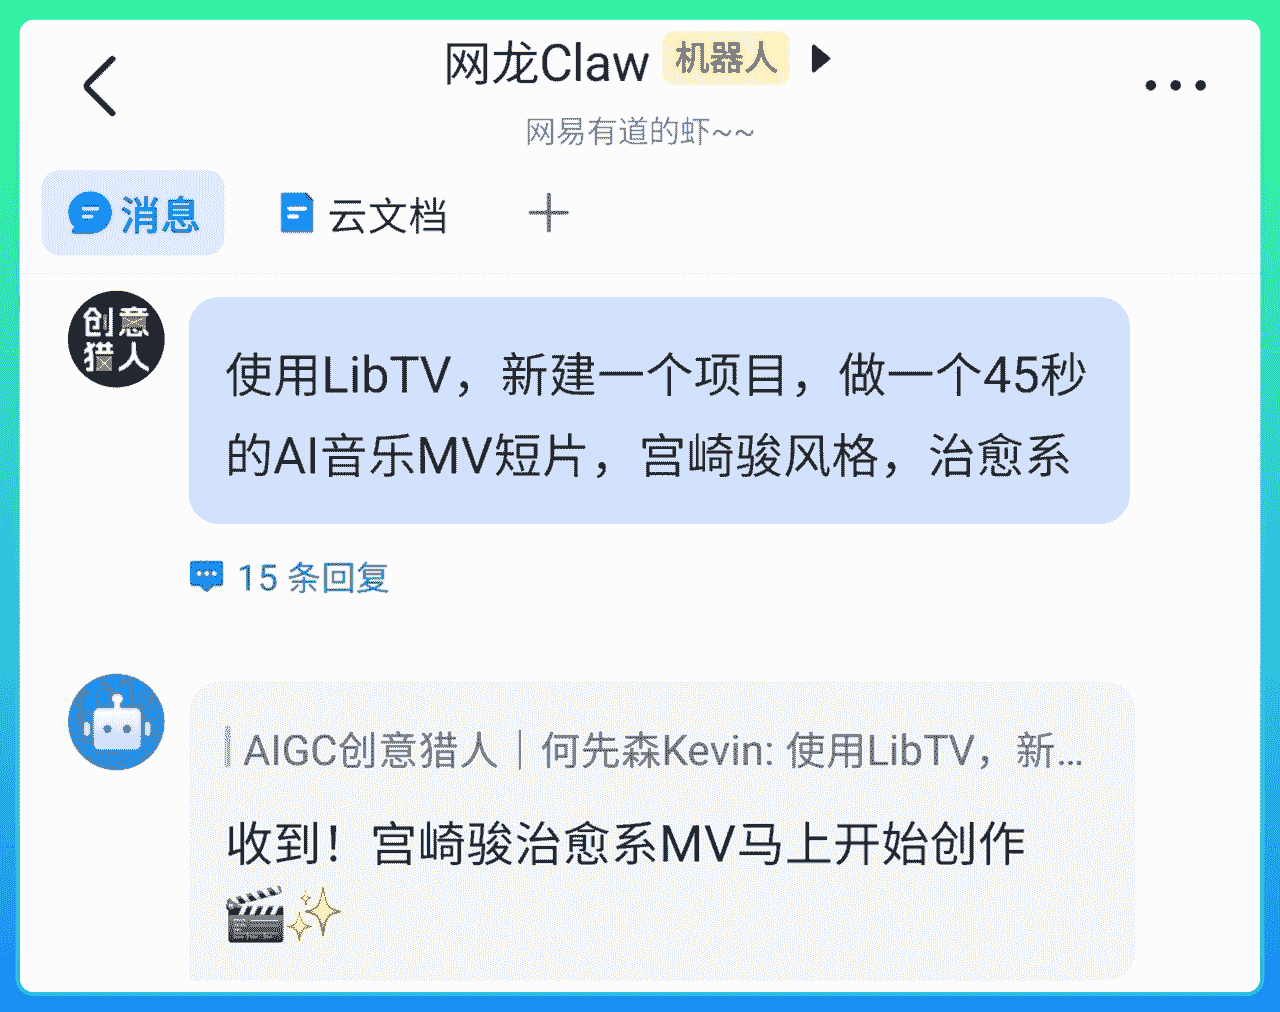 网龙Claw 机器人
网易有道的虾~~
消息 云文档
创意
猎人
使用LibTV，新建一个项目，做一个45秒
的AI音乐MV短片，宫崎骏风格，治愈系
15 条回复
AIGC创意猎人｜何先森Kevin: 使用LibTV，新...
收到！宫崎骏治愈系MV马上开始创作
🎬✨